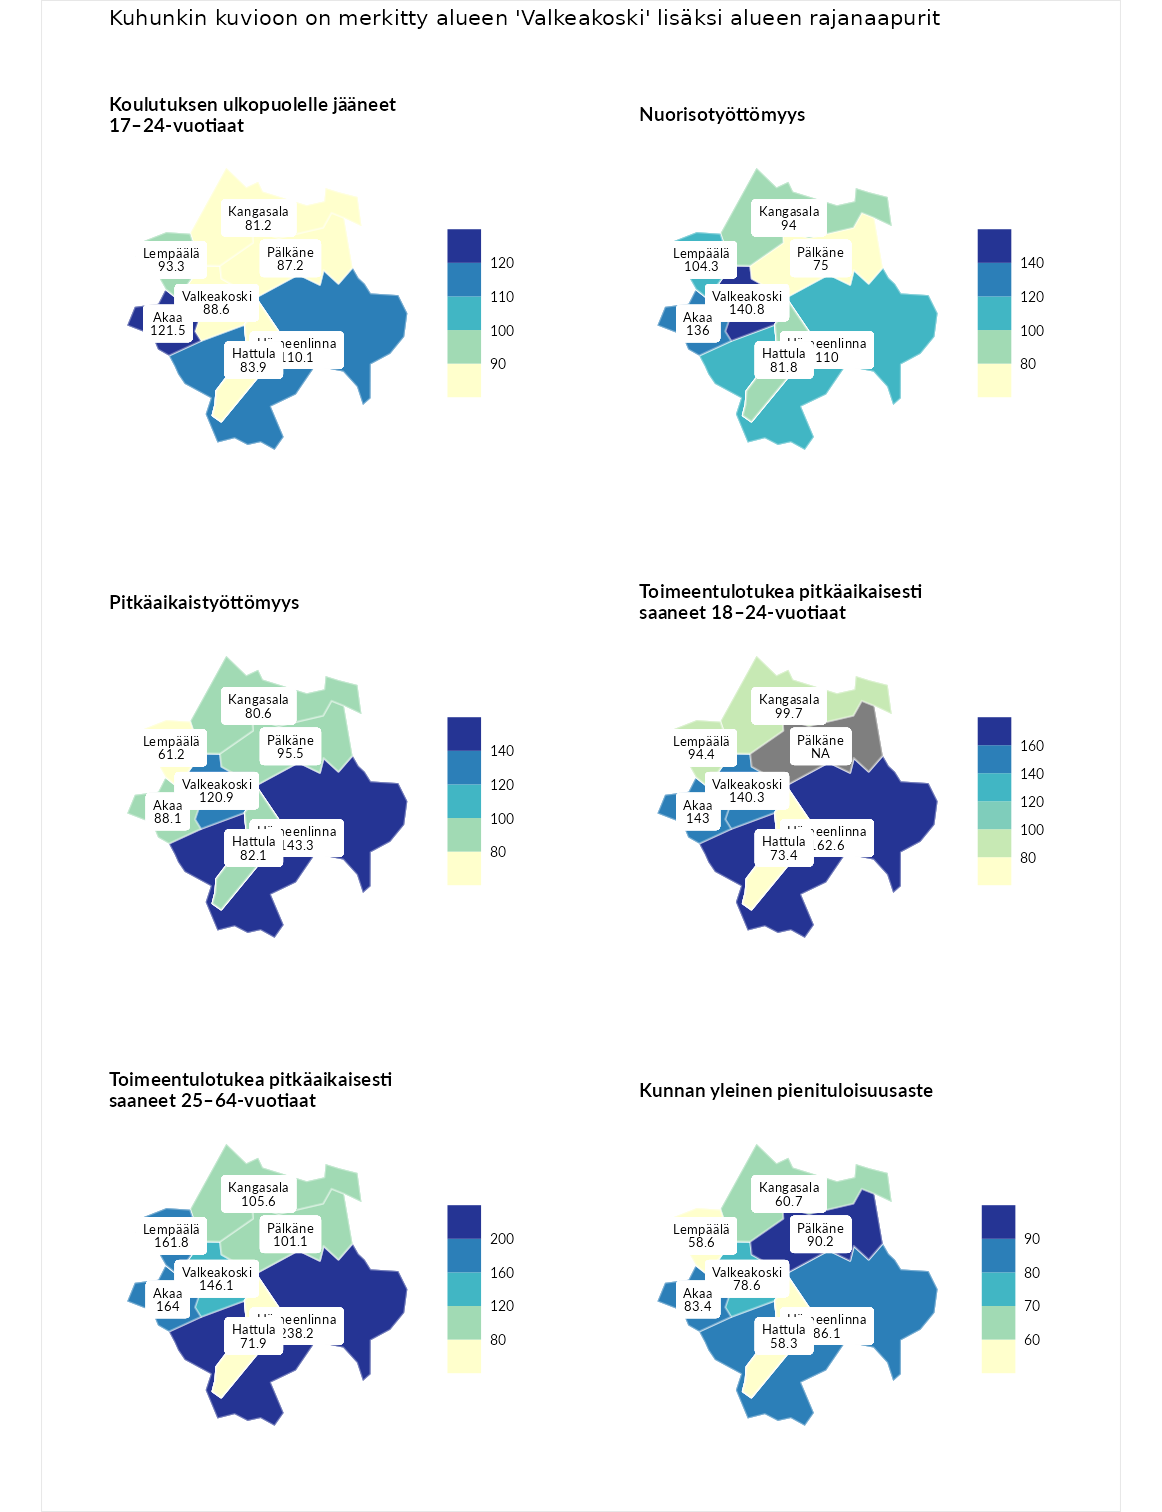 Kuhunkin kuvioon on merkitty alueen 'Valkeakoski' lisäksi alueen rajanaapurit
Koulutuksen ulkopuolelle jääneet
17–24-vuotiaat
Kangasala
81.2
Lempäälä
93.3
Pälkäne
87.2
Valkeakoski
88.6
Akaa
121.5
110.1
Hattula
83.9
120
110
100
90
Nuorisotyöttömyys
Kangasala
94
Lempäälä
104.3
Pälkäne
75
Valkeakoski
140.8
Akaa
136
110
Hattula
81.8
140
120
100
80
Pitkäaikaistyöttömyys
Kangasala
80.6
Lempäälä
61.2
Pälkäne
95.5
Valkeakoski
120.9
Akaa
88.1
143.3
Hattula
82.1
140
120
100
80
Toimeentulotukea pitkäaikaisesti
saaneet 18–24-vuotiaat
Kangasala
99.7
Lempäälä
94.4
Pälkäne
NA
Valkeakoski
140.3
Akaa
143
Hattula
73.4
160
140
120
100
80
Toimeentulotukea pitkäaikaisesti
saaneet 25–64-vuotiaat
Kangasala
105.6
Lempäälä
161.8
Pälkäne
101.1
Valkeakoski
146.1
Akaa
164
238.2
Hattula
71.9
200
160
120
80
Kunnan yleinen pienituloisuusaste
Kangasala
60.7
Lempäälä
58.6
Pälkäne
90.2
Valkeakoski
78.6
Akaa
83.4
86.1
Hattula
58.3
90
80
70
60